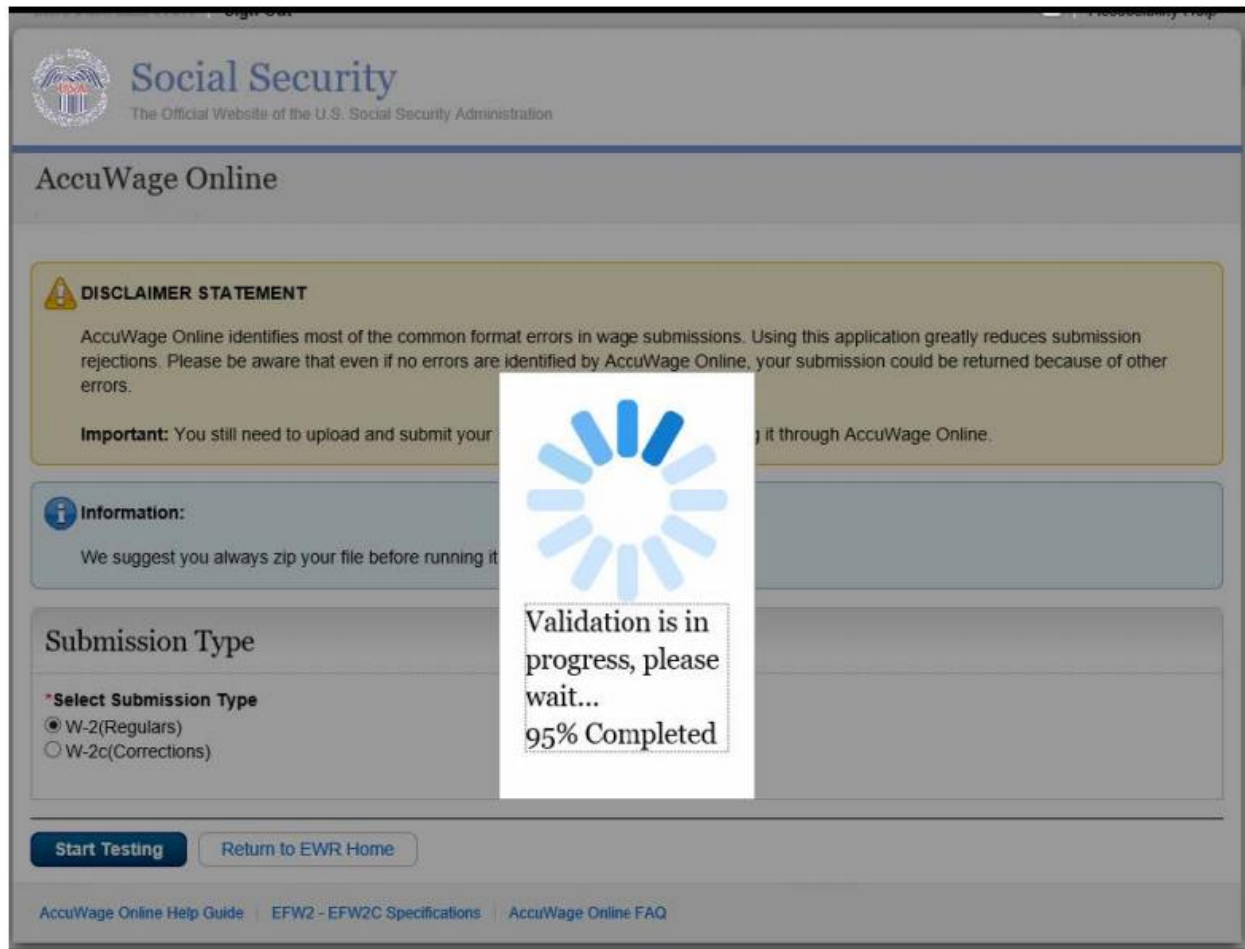 Sign Out
Accessibility Help
USA
Social Security
The Official Website of the U.S. Social Security Administration
AccuWage Online
DISCLAIMER STATEMENT
AccuWage Online identifies most of the common format errors in wage submissions. Using this application greatly reduces submission
rejections. Please be aware that even if no errors are identified by AccuWage Online, your submission could be returned because of other
errors.
Important: You still need to upload and submit your
it through AccuWage Online.
Information:
We suggest you always zip your file before running it
Validation is in
progress, please
wait...
95% Completed
Submission Type
*Select Submission Type
W-2(Regulars)
W-2c(Corrections)
Start Testing
Return to EWR Home
AccuWage Online Help Guide
EFW2 - EFW2C Specifications
AccuWage Online FAQ